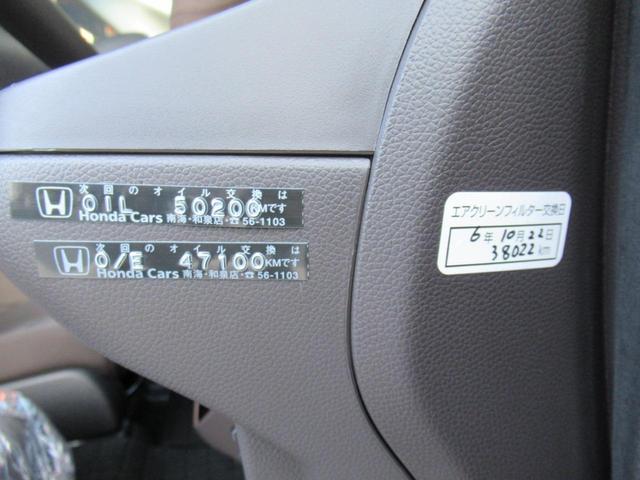 次回のオイル交換は
OIL 50200KMです
Honda Cars 南海・和泉店・☎56-1103
次回のオイル交換は
O/E 47100KMです
Honda Cars 南海・和泉店・☎56-1103
エアクリーンフィルター交換日
6年10月22日
38022km